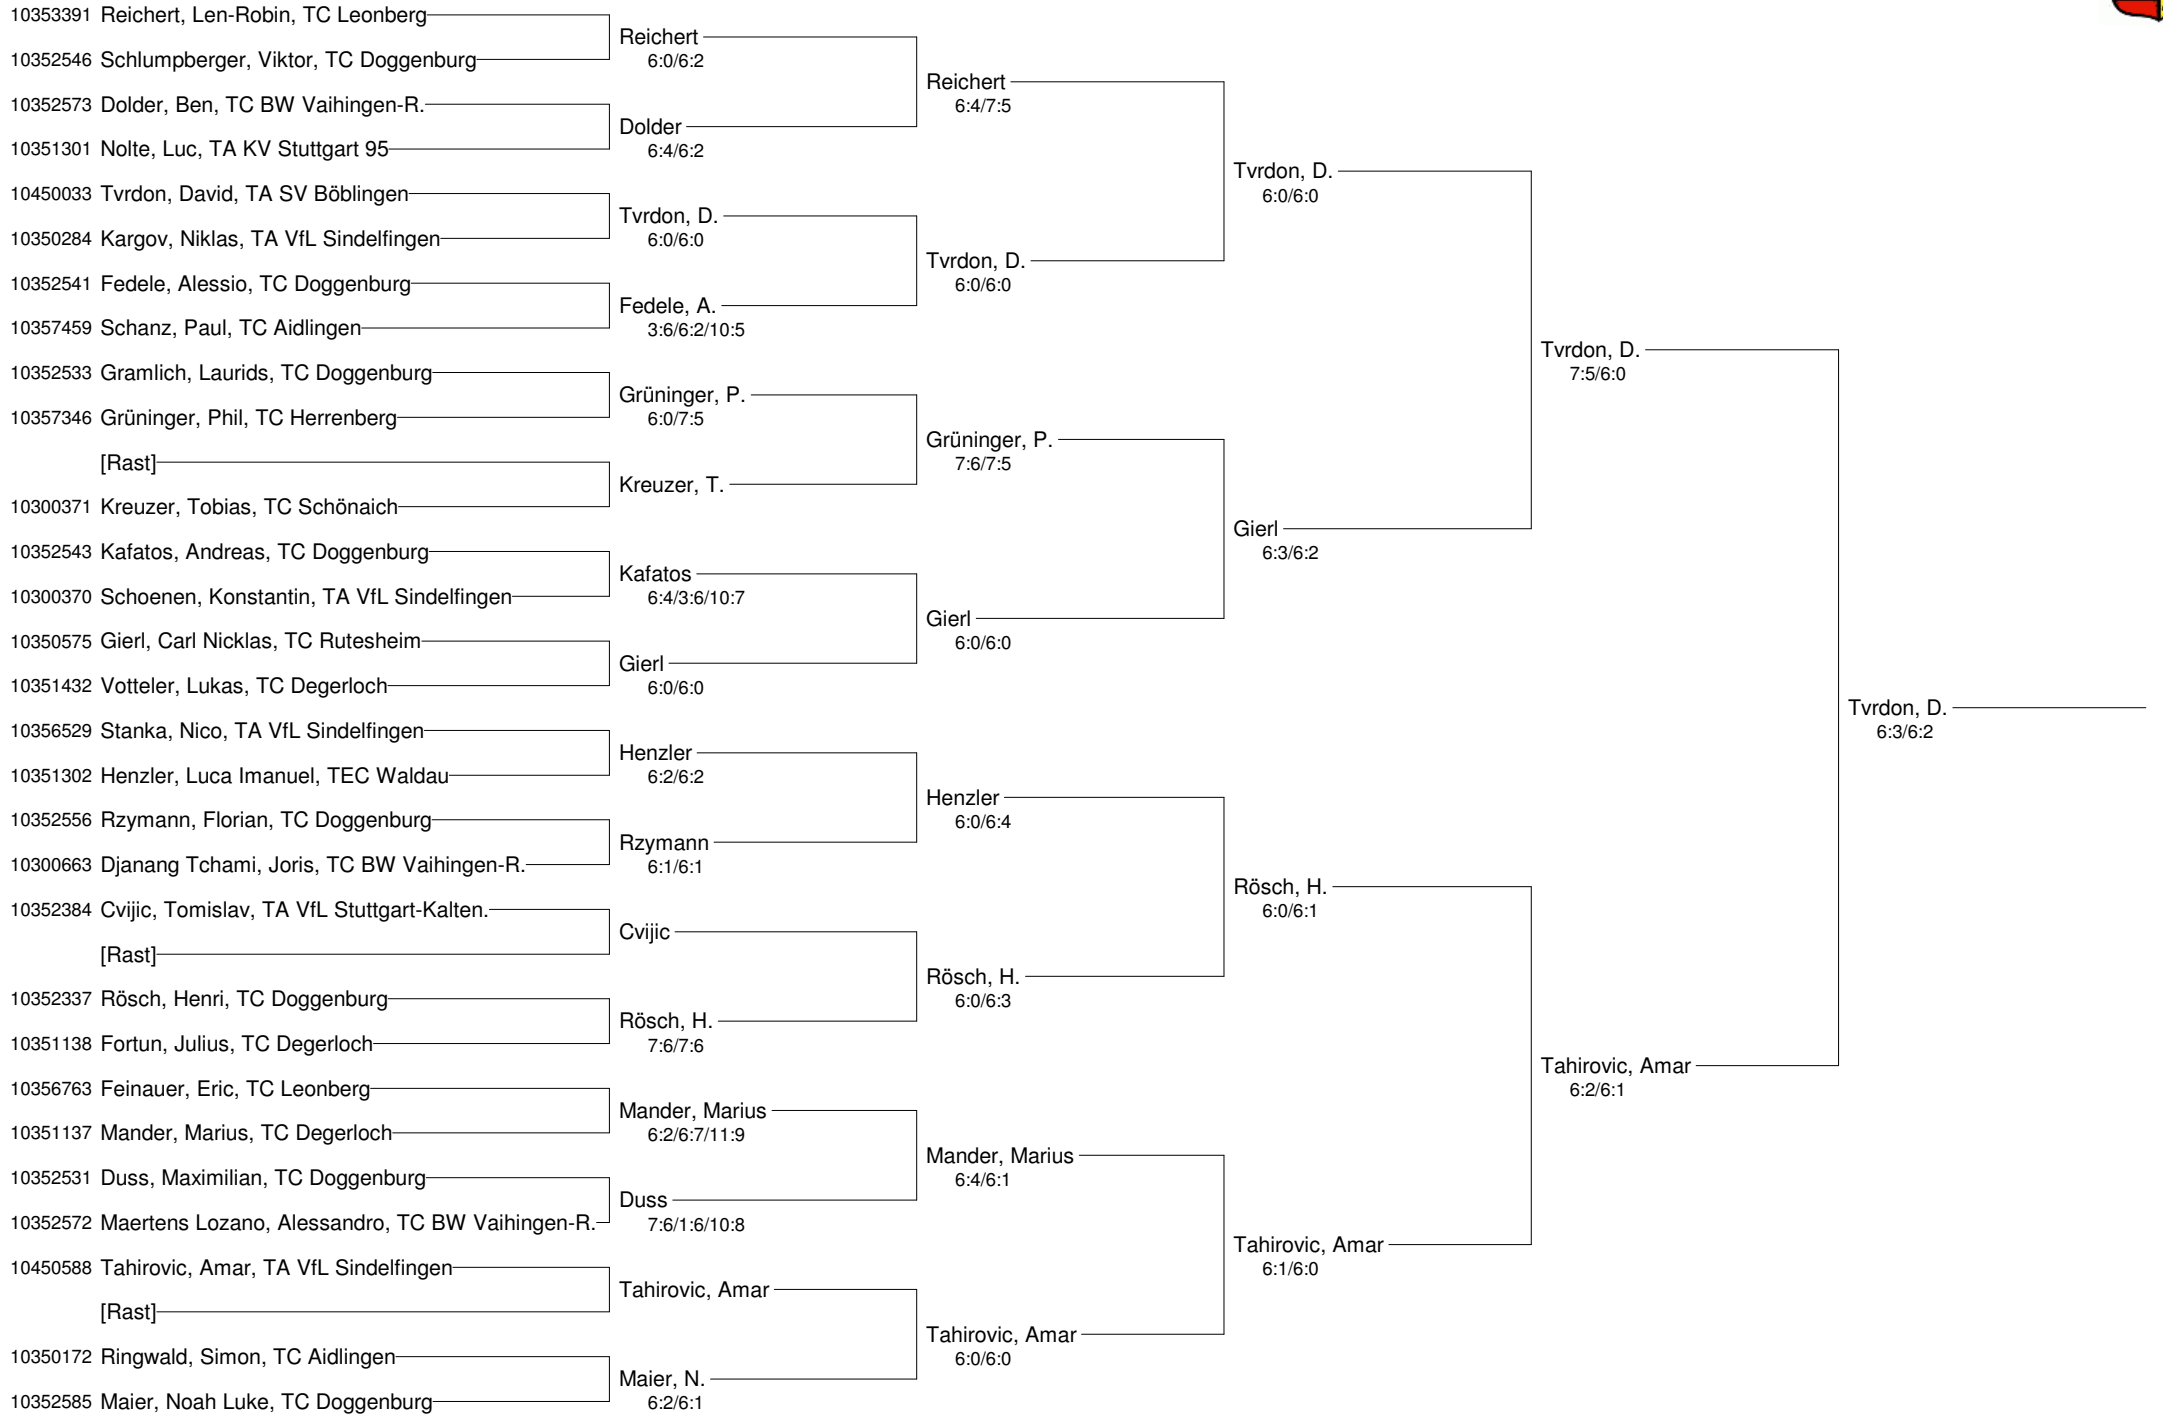 10353391 Reichert, Len-Robin, TC Leonberg
10352546 Schlumpberger, Viktor, TC Doggenburg
10352573 Dolder, Ben, TC BW Vaihingen-R.
10351301 Nolte, Luc, TA KV Stuttgart 95
10450033 Tvrdon, David, TA SV Böblingen
10350284 Kargov, Niklas, TA VfL Sindelfingen
10352541 Fedele, Alessio, TC Doggenburg
10357459 Schanz, Paul, TC Aidlingen
10352533 Gramlich, Laurids, TC Doggenburg
10357346 Grüninger, Phil, TC Herrenberg
[Rast]
10300371 Kreuzer, Tobias, TC Schönaich
10352543 Kafatos, Andreas, TC Doggenburg
10300370 Schoenen, Konstantin, TA VfL Sindelfingen
10350575 Gierl, Carl Nicklas, TC Rutesheim
10351432 Votteler, Lukas, TC Degerloch
10356529 Stanka, Nico, TA VfL Sindelfingen
10351302 Henzler, Luca Imanuel, TEC Waldau
10352556 Rzymann, Florian, TC Doggenburg
10300663 Djanang Tchami, Joris, TC BW Vaihingen-R.
10352384 Cvijic, Tomislav, TA VfL Stuttgart-Kalten.
[Rast]
10352337 Rösch, Henri, TC Doggenburg
10351138 Fortun, Julius, TC Degerloch
10356763 Feinauer, Eric, TC Leonberg
10351137 Mander, Marius, TC Degerloch
10352531 Duss, Maximilian, TC Doggenburg
10352572 Maertens Lozano, Alessandro, TC BW Vaihingen-R.
10450588 Tahirovic, Amar, TA VfL Sindelfingen
[Rast]
10350172 Ringwald, Simon, TC Aidlingen
10352585 Maier, Noah Luke, TC Doggenburg
Reichert
6:0/6:2
Dolder
6:4/6:2
Tvrdon, D.
6:0/6:0
Fedele, A.
3:6/6:2/10:5
Grüninger, P.
6:0/7:5
Kreuzer, T.
Kafatos
6:4/3:6/10:7
Gierl
6:0/6:0
Henzler
6:2/6:2
Rzymann
6:1/6:1
Cvijic
Rösch, H.
7:6/7:6
Mander, Marius
6:2/6:7/11:9
Duss
7:6/1:6/10:8
Tahirovic, Amar
Maier, N.
6:2/6:1
Reichert
6:4/7:5
Tvrdon, D.
6:0/6:0
Grüninger, P.
7:6/7:5
Gierl
6:0/6:0
Henzler
6:0/6:4
Rösch, H.
6:0/6:3
Mander, Marius
6:4/6:1
Tahirovic, Amar
6:0/6:0
Tvrdon, D.
6:0/6:0
Gierl
6:3/6:2
Rösch, H.
6:0/6:1
Tahirovic, Amar
6:1/6:0
Tvrdon, D.
7:5/6:0
Tahirovic, Amar
6:2/6:1
Tvrdon, D.
6:3/6:2